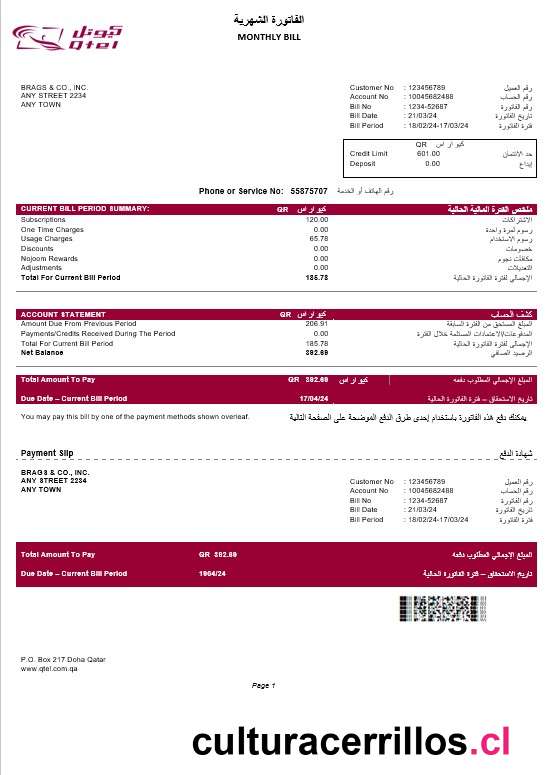 الفاتورة الشهرية
MONTHLY BILL
كيوتل
Qtel
BRAGS & CO., INC.
ANY STREET 2234
ANY TOWN
Customer No : 123456789 رقم العميل
Account No : 10045682488 رقم الحساب
Bill No : 1234-52687 رقم الفاتورة
Bill Date : 21/03/24 تاريخ الفاتورة
Bill Period : 18/02/24-17/03/24 فترة الفاتورة
QR كيو ار اس
Credit Limit 601.00 حد الائتمان
Deposit 0.00 إيداع
Phone or Service No: 55875707 رقم الهاتف أو الخدمة
CURRENT BILL PERIOD SUMMARY: QR كيو ار اس ملخص الفترة المالية الحالية
Subscriptions 120.00 الاشتراكات
One Time Charges 0.00 رسوم لمرة واحدة
Usage Charges 65.78 رسوم الاستخدام
Discounts 0.00 خصومات
Nojoom Rewards 0.00 مكافآت نجوم
Adjustments 0.00 التعديلات
Total For Current Bill Period 185.78 الإجمالي لفترة الفاتورة الحالية
ACCOUNT STATEMENT QR كيو ار اس كشف الحساب
Amount Due From Previous Period 206.91 المبلغ المستحق من الفترة السابقة
Payments/Credits Received During The Period 0.00 المدفوعات/الاعتمادات المستلمة خلال الفترة
Total For Current Bill Period 185.78 الإجمالي لفترة الفاتورة الحالية
Net Balance 392.69 الرصيد الصافي
Total Amount To Pay QR 392.69 كيو ار اس المبلغ الإجمالي المطلوب دفعه
Due Date – Current Bill Period 17/04/24 تاريخ الاستحقاق – فترة الفاتورة الحالية
You may pay this bill by one of the payment methods shown overleaf. يمكنك دفع هذه الفاتورة باستخدام إحدى طرق الدفع الموضحة على الصفحة التالية
Payment Slip شهادة الدفع
BRAGS & CO., INC.
ANY STREET 2234
ANY TOWN
Customer No : 123456789 رقم العميل
Account No : 10045682488 رقم الحساب
Bill No : 1234-52687 رقم الفاتورة
Bill Date : 21/03/24 تاريخ الفاتورة
Bill Period : 18/02/24-17/03/24 فترة الفاتورة
Total Amount To Pay QR 392.69 المبلغ الإجمالي المطلوب دفعه
Due Date – Current Bill Period 1964/24 تاريخ الاستحقاق – فترة الفاتورة الحالية
P.O. Box 217 Doha Qatar
www.qtel.com.qa
Page 1
culturacerrillos.cl